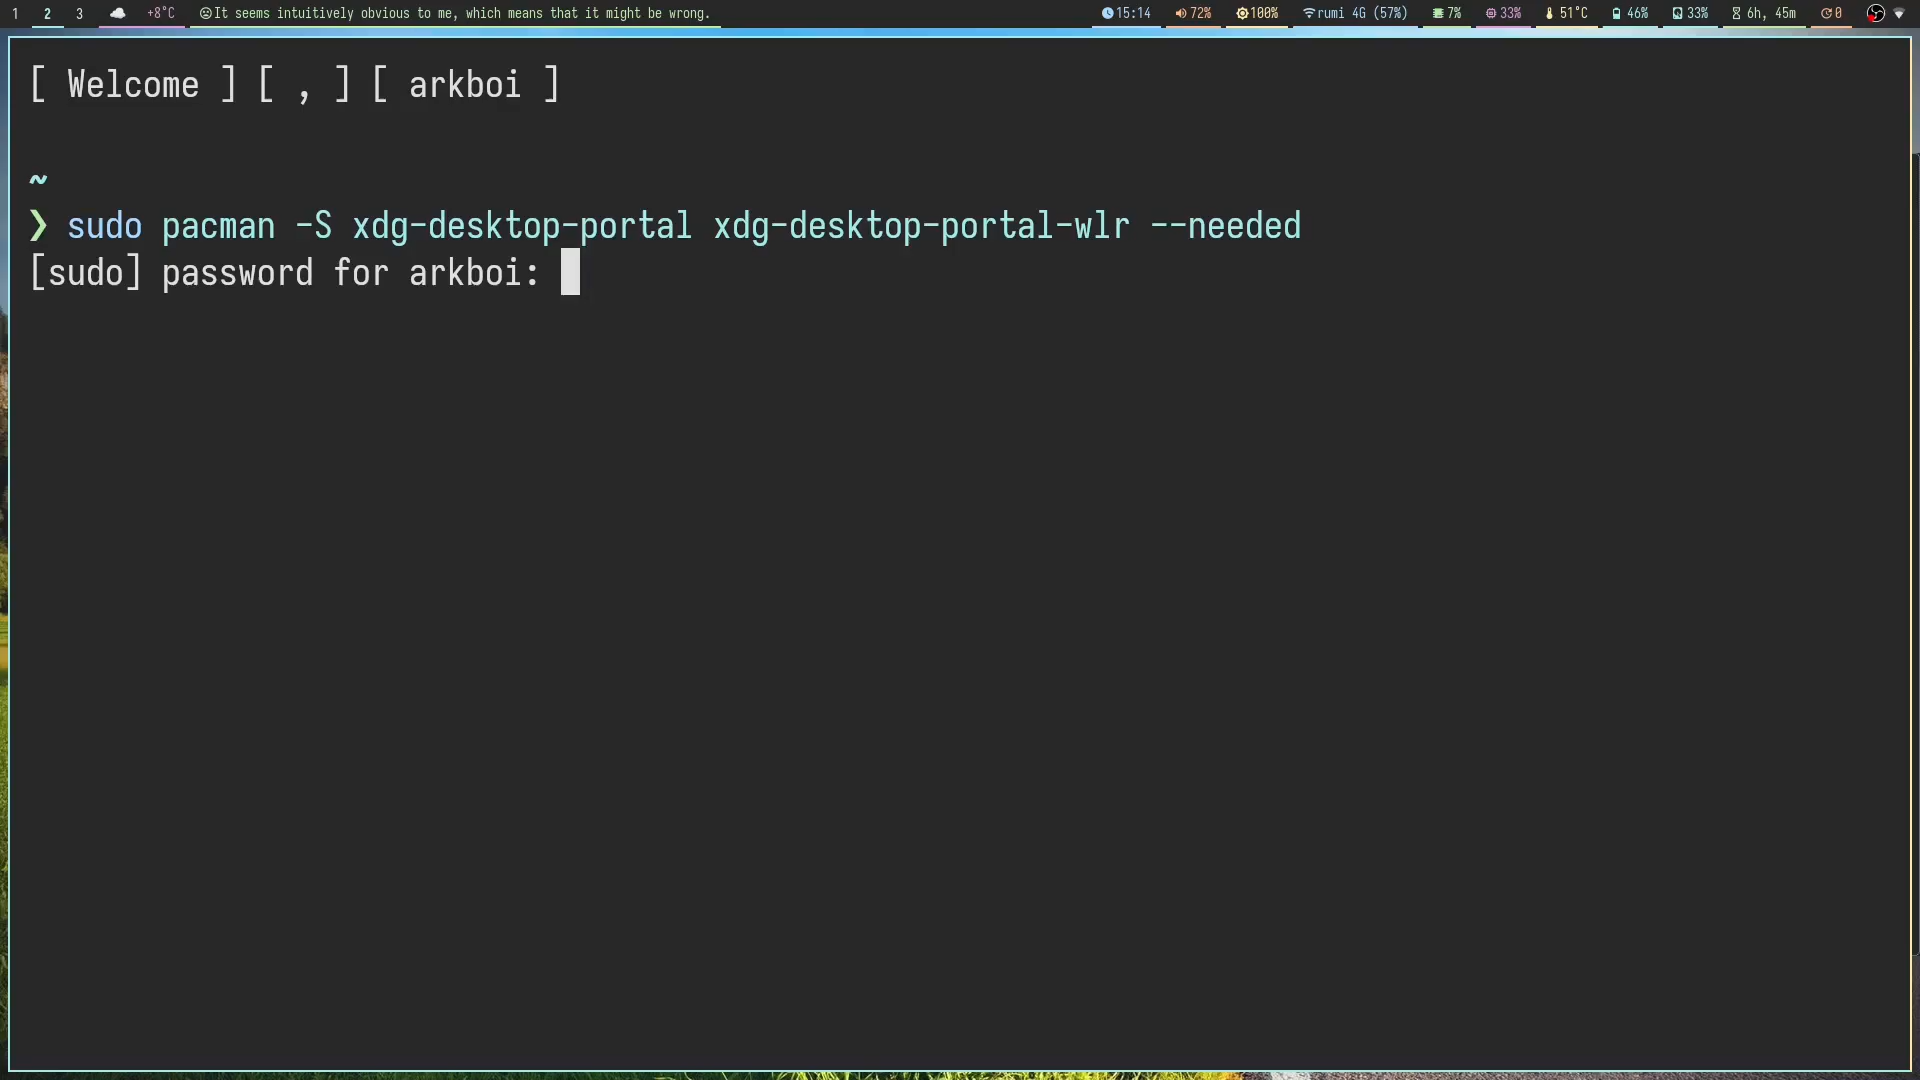 1 2 3 +8°C It seems intuitively obvious to me, which means that it might be wrong. 15:14 72% 100% rumi 4G (57%) 7% 33% 51°C 46% 33% 6h, 45m 0
[ Welcome ] [ , ] [ arkboi ]
~
❯ sudo pacman -S xdg-desktop-portal xdg-desktop-portal-wlr --needed
[sudo] password for arkboi: